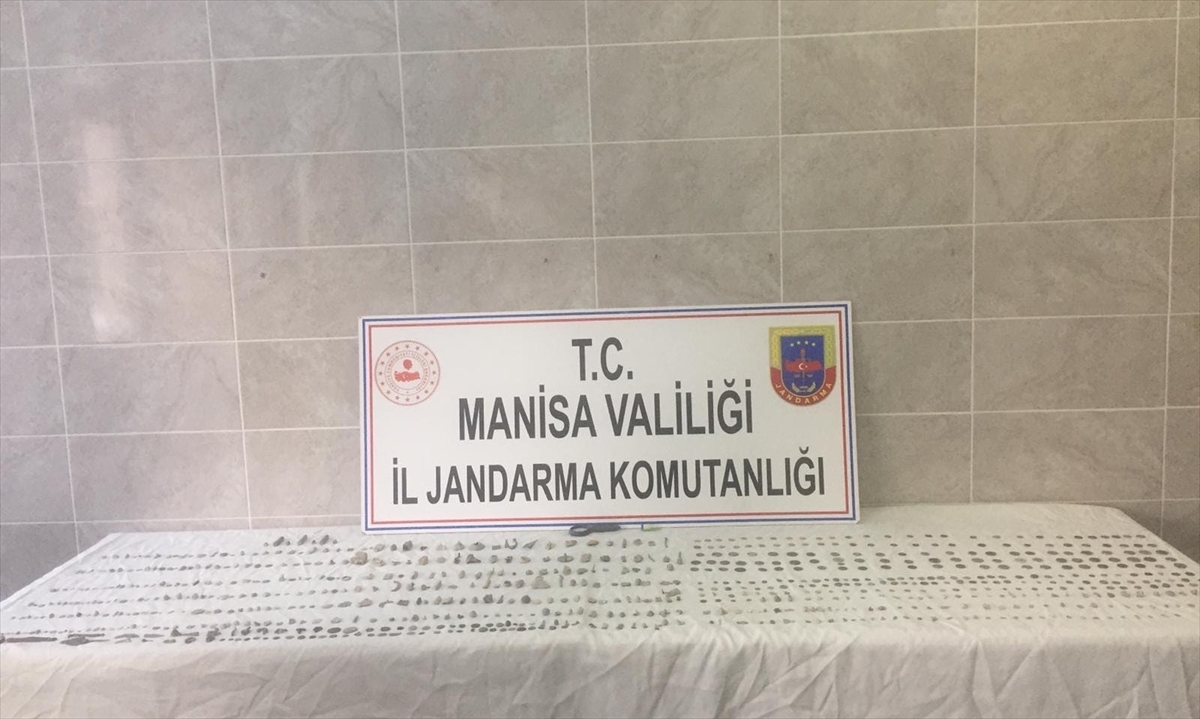 T.C.
MANİSA VALİLİĞİ
İL JANDARMA KOMUTANLIĞI
JANDARMA